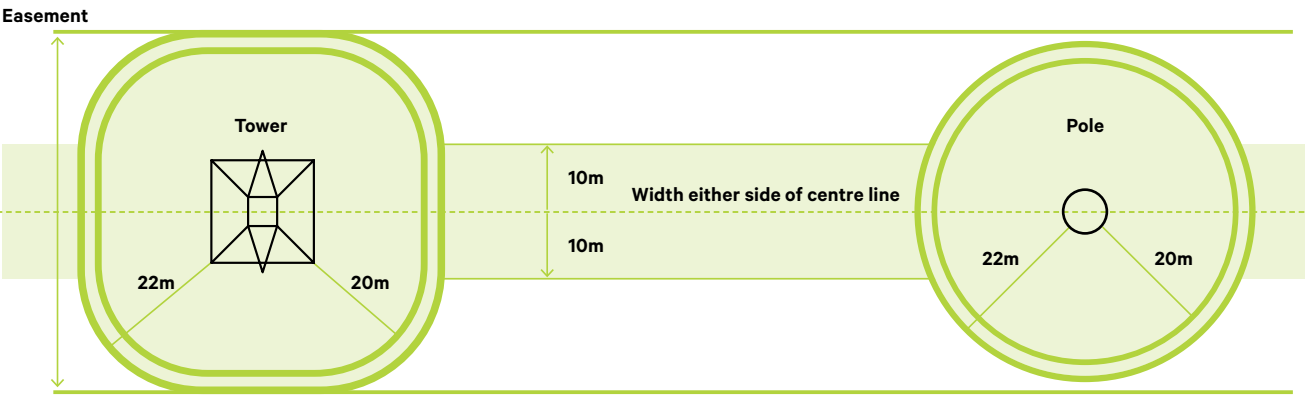 Easement
Tower
Pole
10m
Width either side of centre line
10m
22m
20m
22m
20m